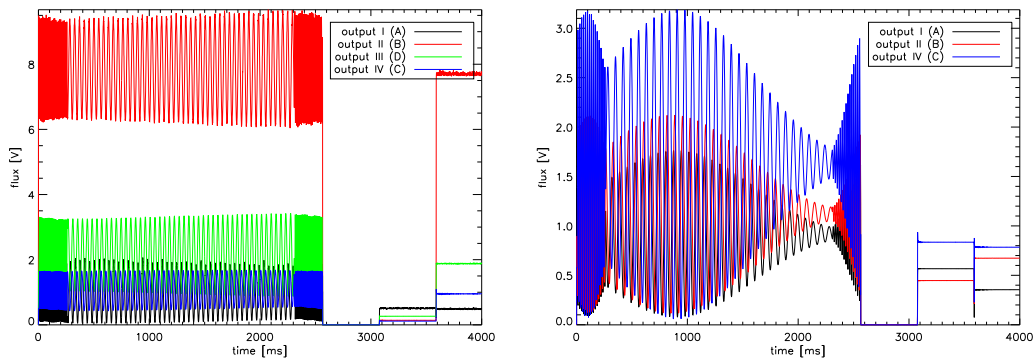 output I (A)
output II (B)
output III (D)
output IV (C)
8
6
4
2
0
flux [V]
0
1000
2000
3000
4000
time [ms]
output I (A)
output II (B)
output IV (C)
3.0
2.5
2.0
1.5
1.0
0.5
0.0
flux [V]
0
1000
2000
3000
4000
time [ms]